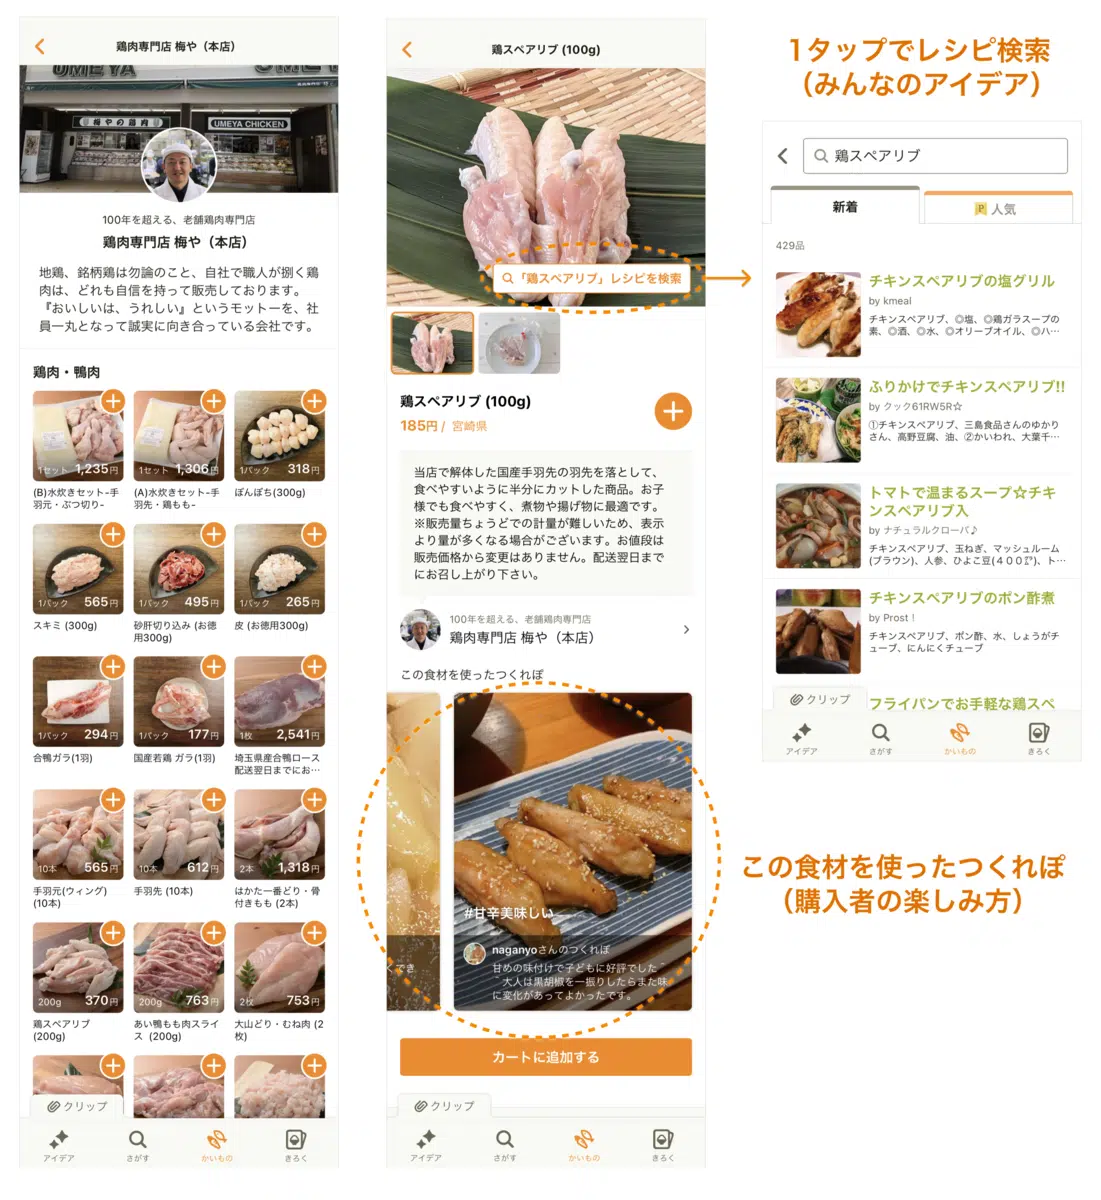 鶏肉専門店 梅や（本店）
UMEYA
梅やの鶏肉
UMEYA CHICKEN
100年を超える、老舗鶏肉専門店
鶏肉専門店 梅や（本店）
地鶏、銘柄鶏は勿論のこと、自社で職人が捌く鶏
肉は、どれも自信を持って販売しております。
『おいしいは、うれしい』というモットーを、社
員一丸となって誠実に向き合っている会社です。
鶏肉・鴨肉
1セット 1,235円
1セット 1,306円
1パック 318円
(B)水炊きセット-手
羽元・ぶつ切り-
(A)水炊きセット-手
羽先・鶏もも-
ぼんぼち(300g)
1パック 565円
1パック 495円
1パック 265円
スキミ (300g)
砂肝切り込み (お徳
用300g)
皮 (お徳用300g)
1パック 294円
1パック 177円
1枚 2,541円
合鴨ガラ(1羽)
国産若鶏 ガラ(1羽)
埼玉県産合鴨ロース
配送翌日までにお…
10本 565円
10本 612円
2本 1,318円
手羽元(ウィング)
(10本)
手羽先 (10本)
はかた一番どり・骨
付きもも (2本)
200g 370円
200g 763円
2枚 753円
鶏スペアリブ
(200g)
あい鴨もも肉スライ
ス (200g)
大山どり・むね肉 (2
枚)
クリップ
アイデア
さがす
かいもの
きろく
鶏スペアリブ (100g)
「鶏スペアリブ」レシピを検索
鶏スペアリブ (100g)
185円 / 宮崎県
当店で解体した国産手羽先の羽先を落として、
食べやすいように半分にカットした商品。お子
様でも食べやすく、煮物や揚げ物に最適です。
※販売量ちょうどでの計量が難しいため、表示
より量が多くなる場合がございます。お値段は
販売価格から変更はありません。配送翌日まで
にお召し上がり下さい。
100年を超える、老舗鶏肉専門店
鶏肉専門店 梅や（本店）
この食材を使ったつくれぽ
くでき
#甘辛美味しい
naganyoさんのつくれぽ
甘めの味付けで子どもに好評でした＾
＾大人は黒胡椒を一振りしたらまた味
に変化があってよかったです。
カートに追加する
クリップ
アイデア
さがす
かいもの
きろく
1タップでレシピ検索
（みんなのアイデア）
鶏スペアリブ
新着
P 人気
429品
チキンスペアリブの塩グリル
by kmeal
チキンスペアリブ、◎塩、◎鶏ガラスープの
素、◎酒、◎水、◎オリーブオイル、◎ハ…
ふりかけでチキンスペアリブ!!
by クック61RW5R☆
①チキンスペアリブ、三島食品さんのゆかり
さん、高野豆腐、油、②かいわれ、大葉千…
トマトで温まるスープ☆チキ
ンスペアリブ入
by ナチュラルクローバ♪
チキンスペアリブ、玉ねぎ、マッシュルーム
(ブラウン)、人参、ひよこ豆(４００㌘)、ト…
チキンスペアリブのポン酢煮
by Prost！
チキンスペアリブ、ポン酢、水、しょうがチ
ューブ、にんにくチューブ
フライパンでお手軽な鶏スペ
クリップ
アイデア
さがす
かいもの
きろく
この食材を使ったつくれぽ
（購入者の楽しみ方）